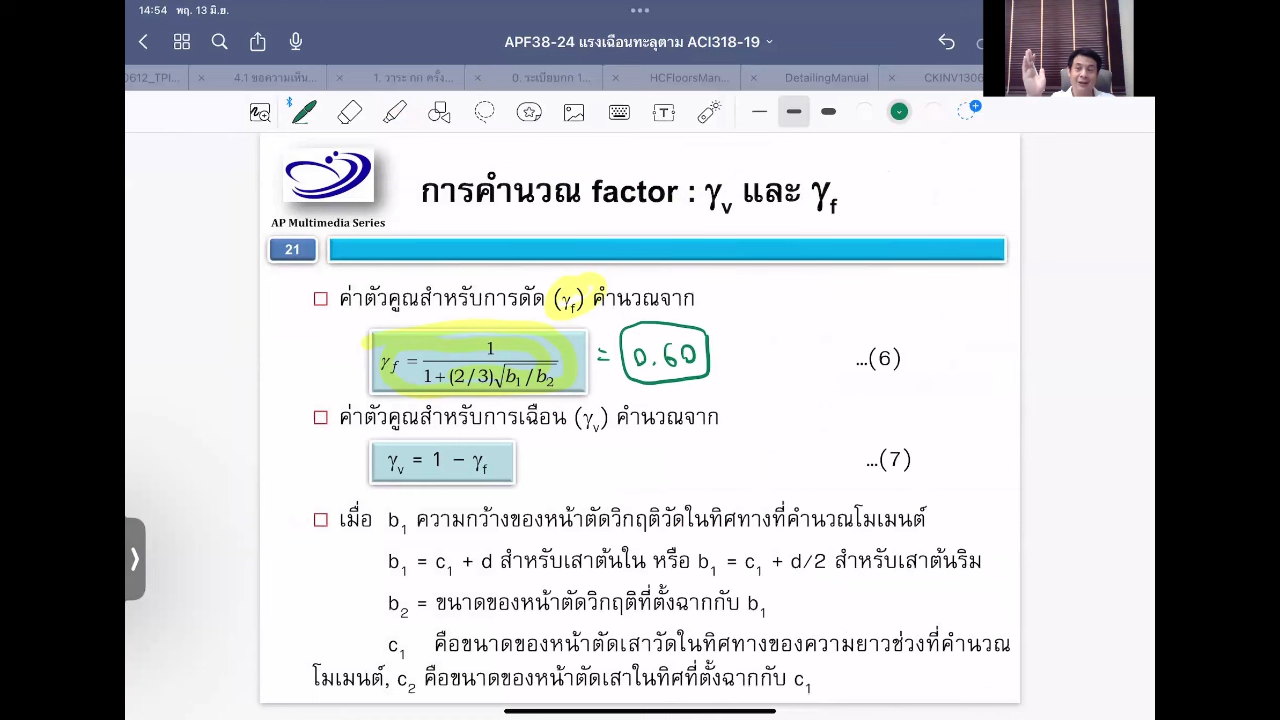 14:54 พฤ. 13 มิ.ย.
APF38-24 แรงเฉือนทะลุตาม ACI318-19
0612_TPI... 4.1 ขอความเห็น... วาระ กก ครั้ง... 0. ระเบียบกก 1... HCFloorsMan... DetailingManual CKINV1306
การคำนวณ factor : γv และ γf
AP Multimedia Series
21
ค่าตัวคูณสำหรับการดัด (γf) คำนวณจาก
γf = 1 / 1+(2/3)√b1/b2 = 0.60 ...(6)
ค่าตัวคูณสำหรับการเฉือน (γv) คำนวณจาก
γv = 1 − γf ...(7)
เมื่อ b1 ความกว้างของหน้าตัดวิกฤติวัดในทิศทางที่คำนวณโมเมนต์
b1 = c1 + d สำหรับเสาต้นใน หรือ b1 = c1 + d/2 สำหรับเสาต้นริม
b2 = ขนาดของหน้าตัดวิกฤติที่ตั้งฉากกับ b1
c1 คือขนาดของหน้าตัดเสาวัดในทิศทางของความยาวช่วงที่คำนวณ
โมเมนต์, c2 คือขนาดของหน้าตัดเสาในทิศที่ตั้งฉากกับ c1